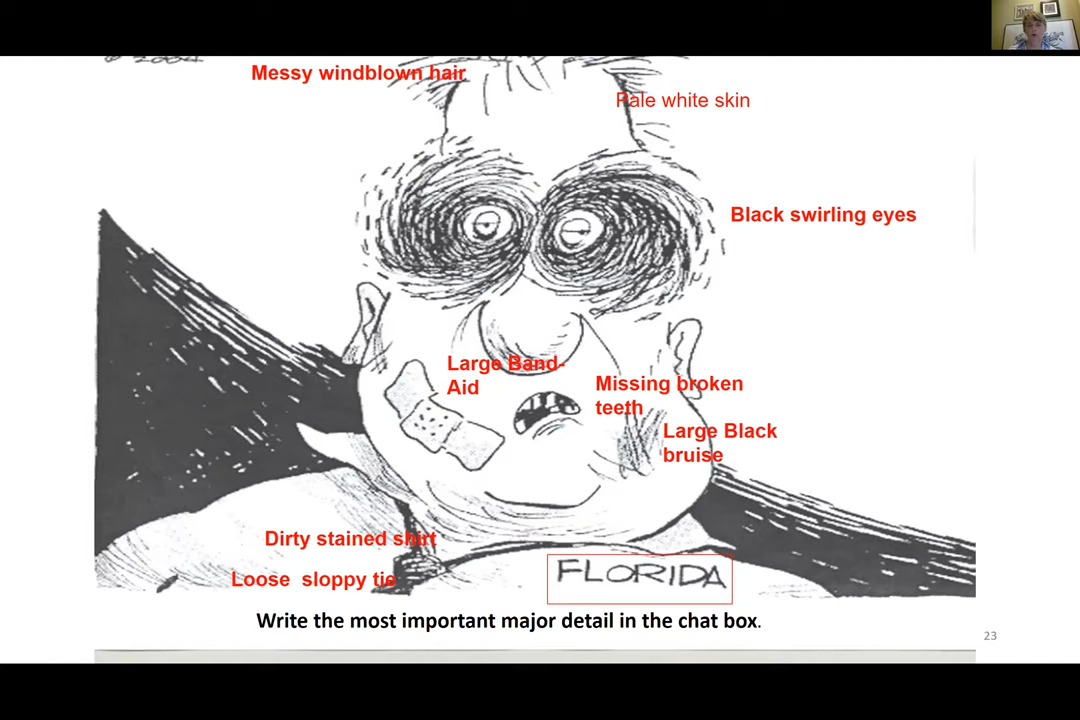 © 2004
Messy windblown hair
Pale white skin
Black swirling eyes
Large Band-
Aid
Missing broken
teeth
Large Black
bruise
Dirty stained shirt
Loose  sloppy tie
FLORIDA
Write the most important major detail in the chat box.
23